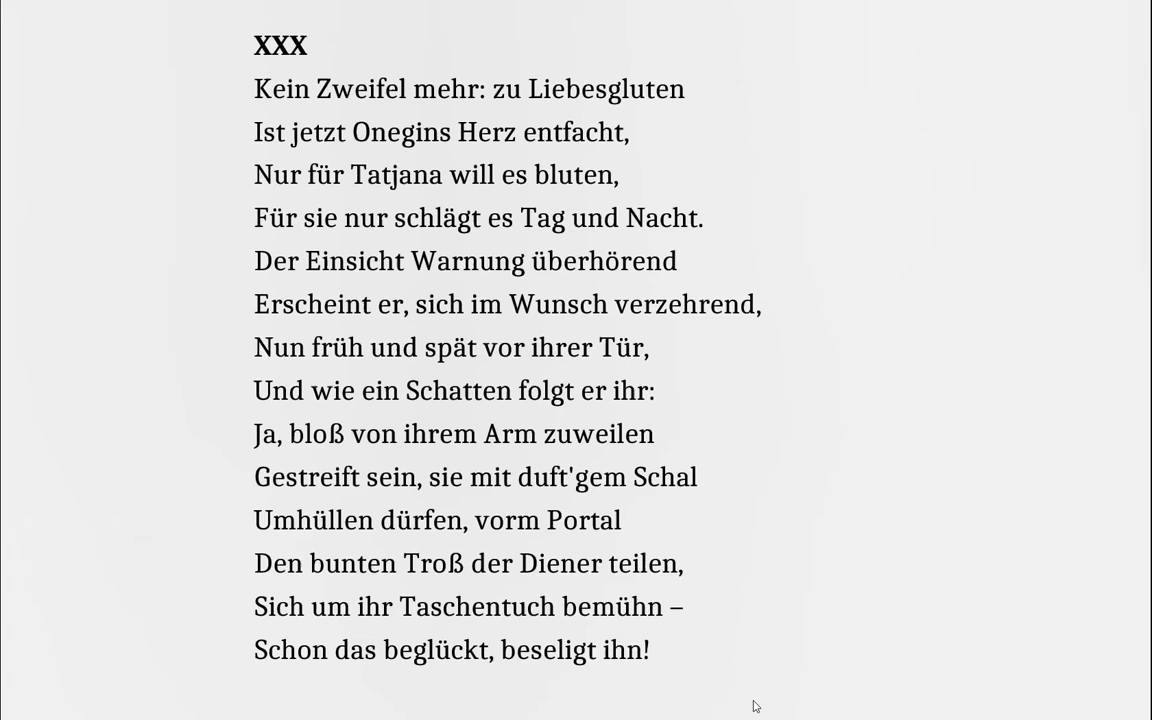 XXX
Kein Zweifel mehr: zu Liebesgluten
Ist jetzt Onegins Herz entfacht,
Nur für Tatjana will es bluten,
Für sie nur schlägt es Tag und Nacht.
Der Einsicht Warnung überhörend
Erscheint er, sich im Wunsch verzehrend,
Nun früh und spät vor ihrer Tür,
Und wie ein Schatten folgt er ihr:
Ja, bloß von ihrem Arm zuweilen
Gestreift sein, sie mit duft'gem Schal
Umhüllen dürfen, vorm Portal
Den bunten Troß der Diener teilen,
Sich um ihr Taschentuch bemühn –
Schon das beglückt, beseligt ihn!